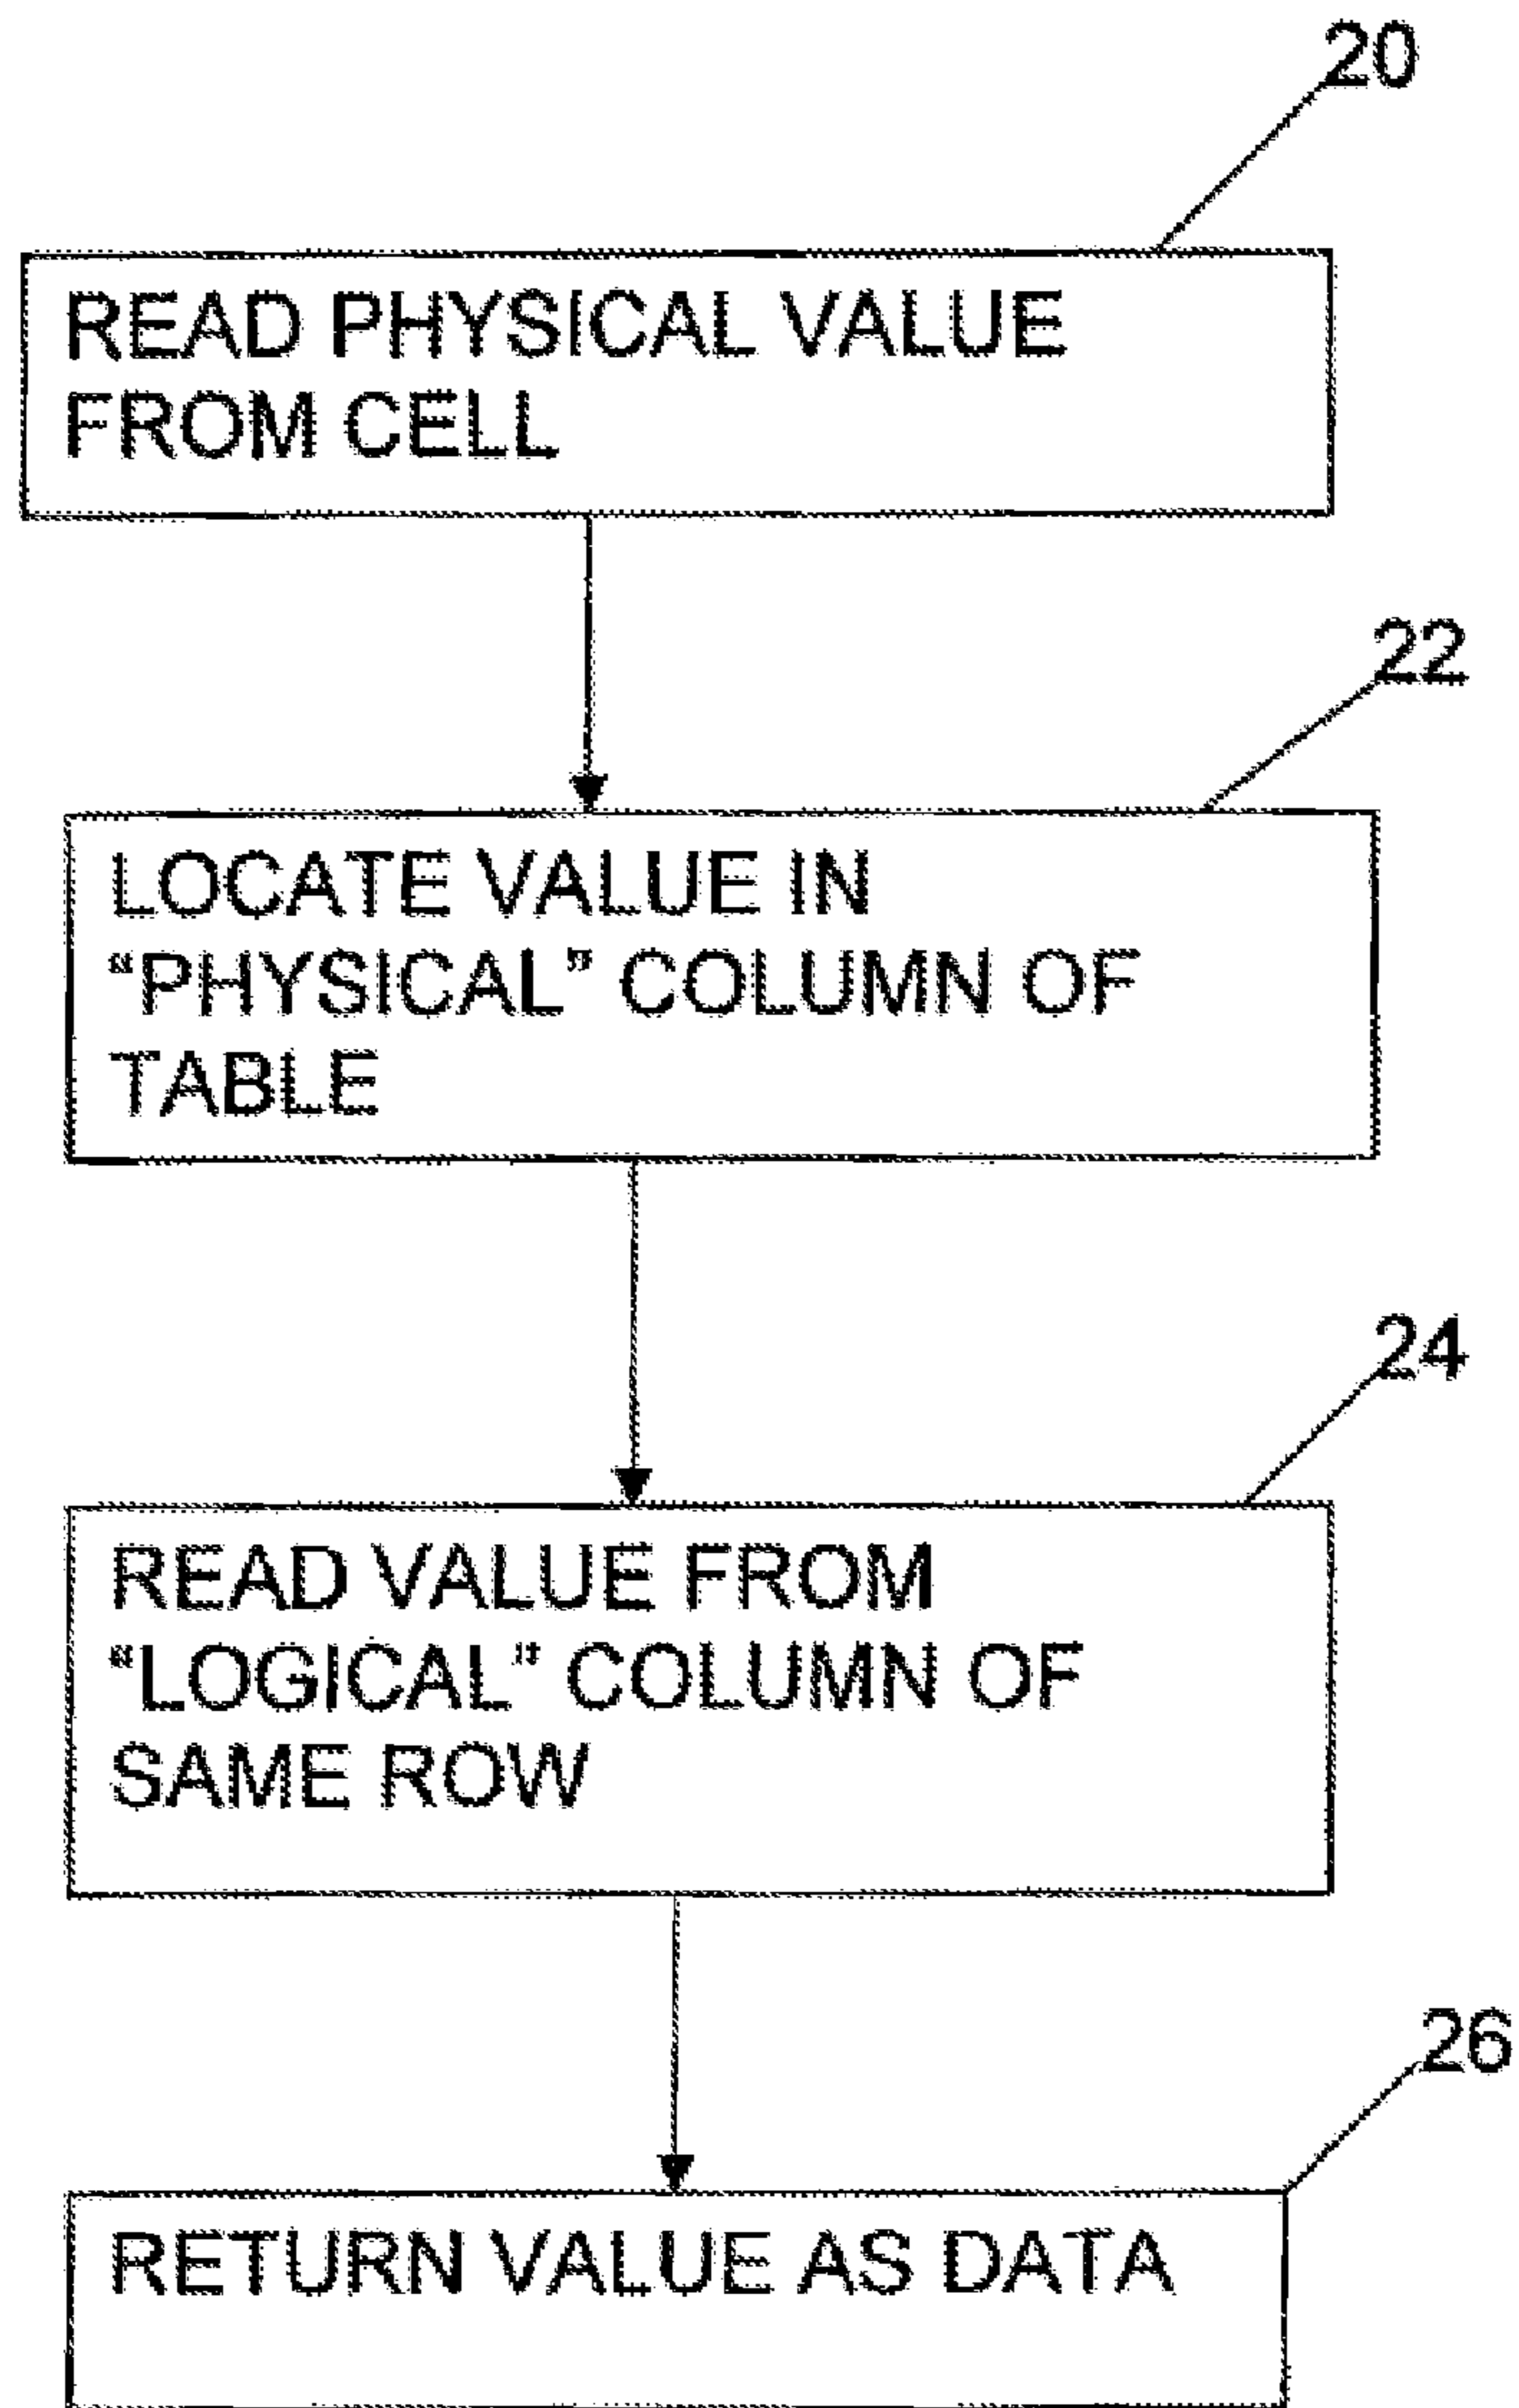 20
READ PHYSICAL VALUE
FROM CELL
22
LOCATE VALUE IN
“PHYSICAL” COLUMN OF
TABLE
24
READ VALUE FROM
“LOGICAL” COLUMN OF
SAME ROW
26
RETURN VALUE AS DATA